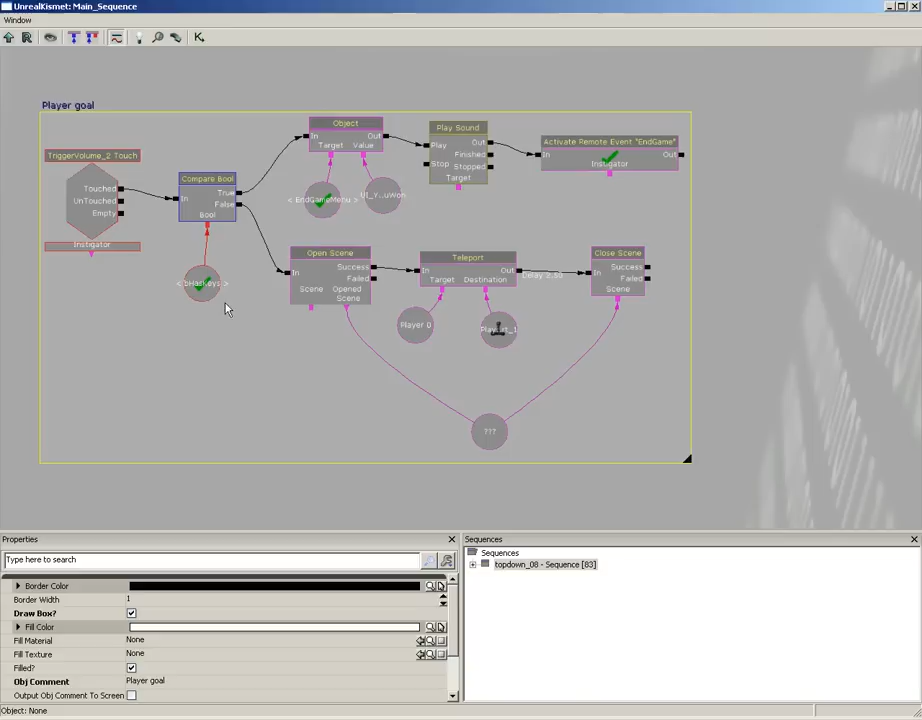 UnrealKismet: Main_Sequence
Window
Player goal
TriggerVolume_2 Touch
Touched
UnTouched
Empty
Instigator
Compare Bool
In
True
False
Bool
< bHasKeys >
Object
In
Out
Target
Value
< EndGameMenu >
Play Sound
Play
Out
Finished
Stop
Stopped
Target
Activate Remote Event "EndGame"
In
Out
Instigator
Open Scene
In
Success
Failed
Scene
Opened
Scene
Teleport
In
Out
Target
Destination
Delay 2.50
Player 0
Close Scene
In
Success
Failed
Scene
???
Properties
Type here to search
Border Color
Border Width 1
Draw Box?
Fill Color
Fill Material None
Fill Texture None
Filled?
Obj Comment Player goal
Output Obj Comment To Screen
Sequences
Sequences
topdown_08 - Sequence [83]
Object: None